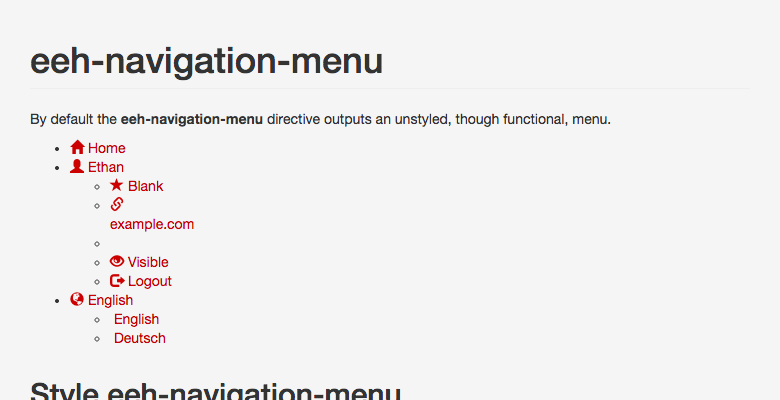 eeh-navigation-menu
By default the eeh-navigation-menu directive outputs an unstyled, though functional, menu.
Home
Ethan
Blank
example.com
Visible
Logout
English
English
Deutsch
Style eeh-navigation-menu